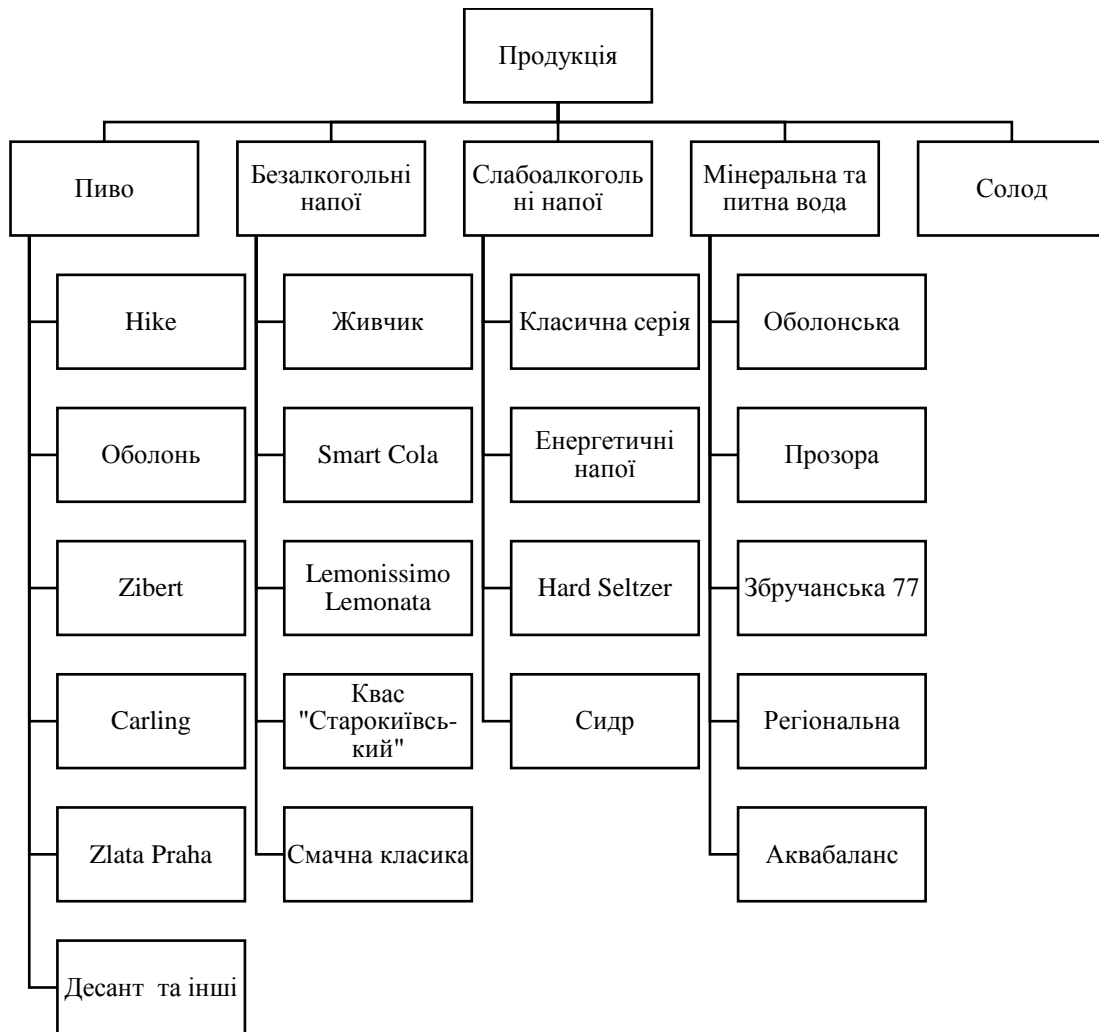 Продукція
Пиво
Безалкогольні
напої
Слабоалкоголь
ні напої
Мінеральна та
питна вода
Солод
Hike
Оболонь
Zibert
Carling
Zlata Praha
Десант та інші
Живчик
Smart Cola
Lemonissimo
Lemonata
Квас
"Старокиївсь-
кий"
Смачна класика
Класична серія
Енергетичні
напої
Hard Seltzer
Сидр
Оболонська
Прозора
Збручанська 77
Регіональна
Аквабаланс